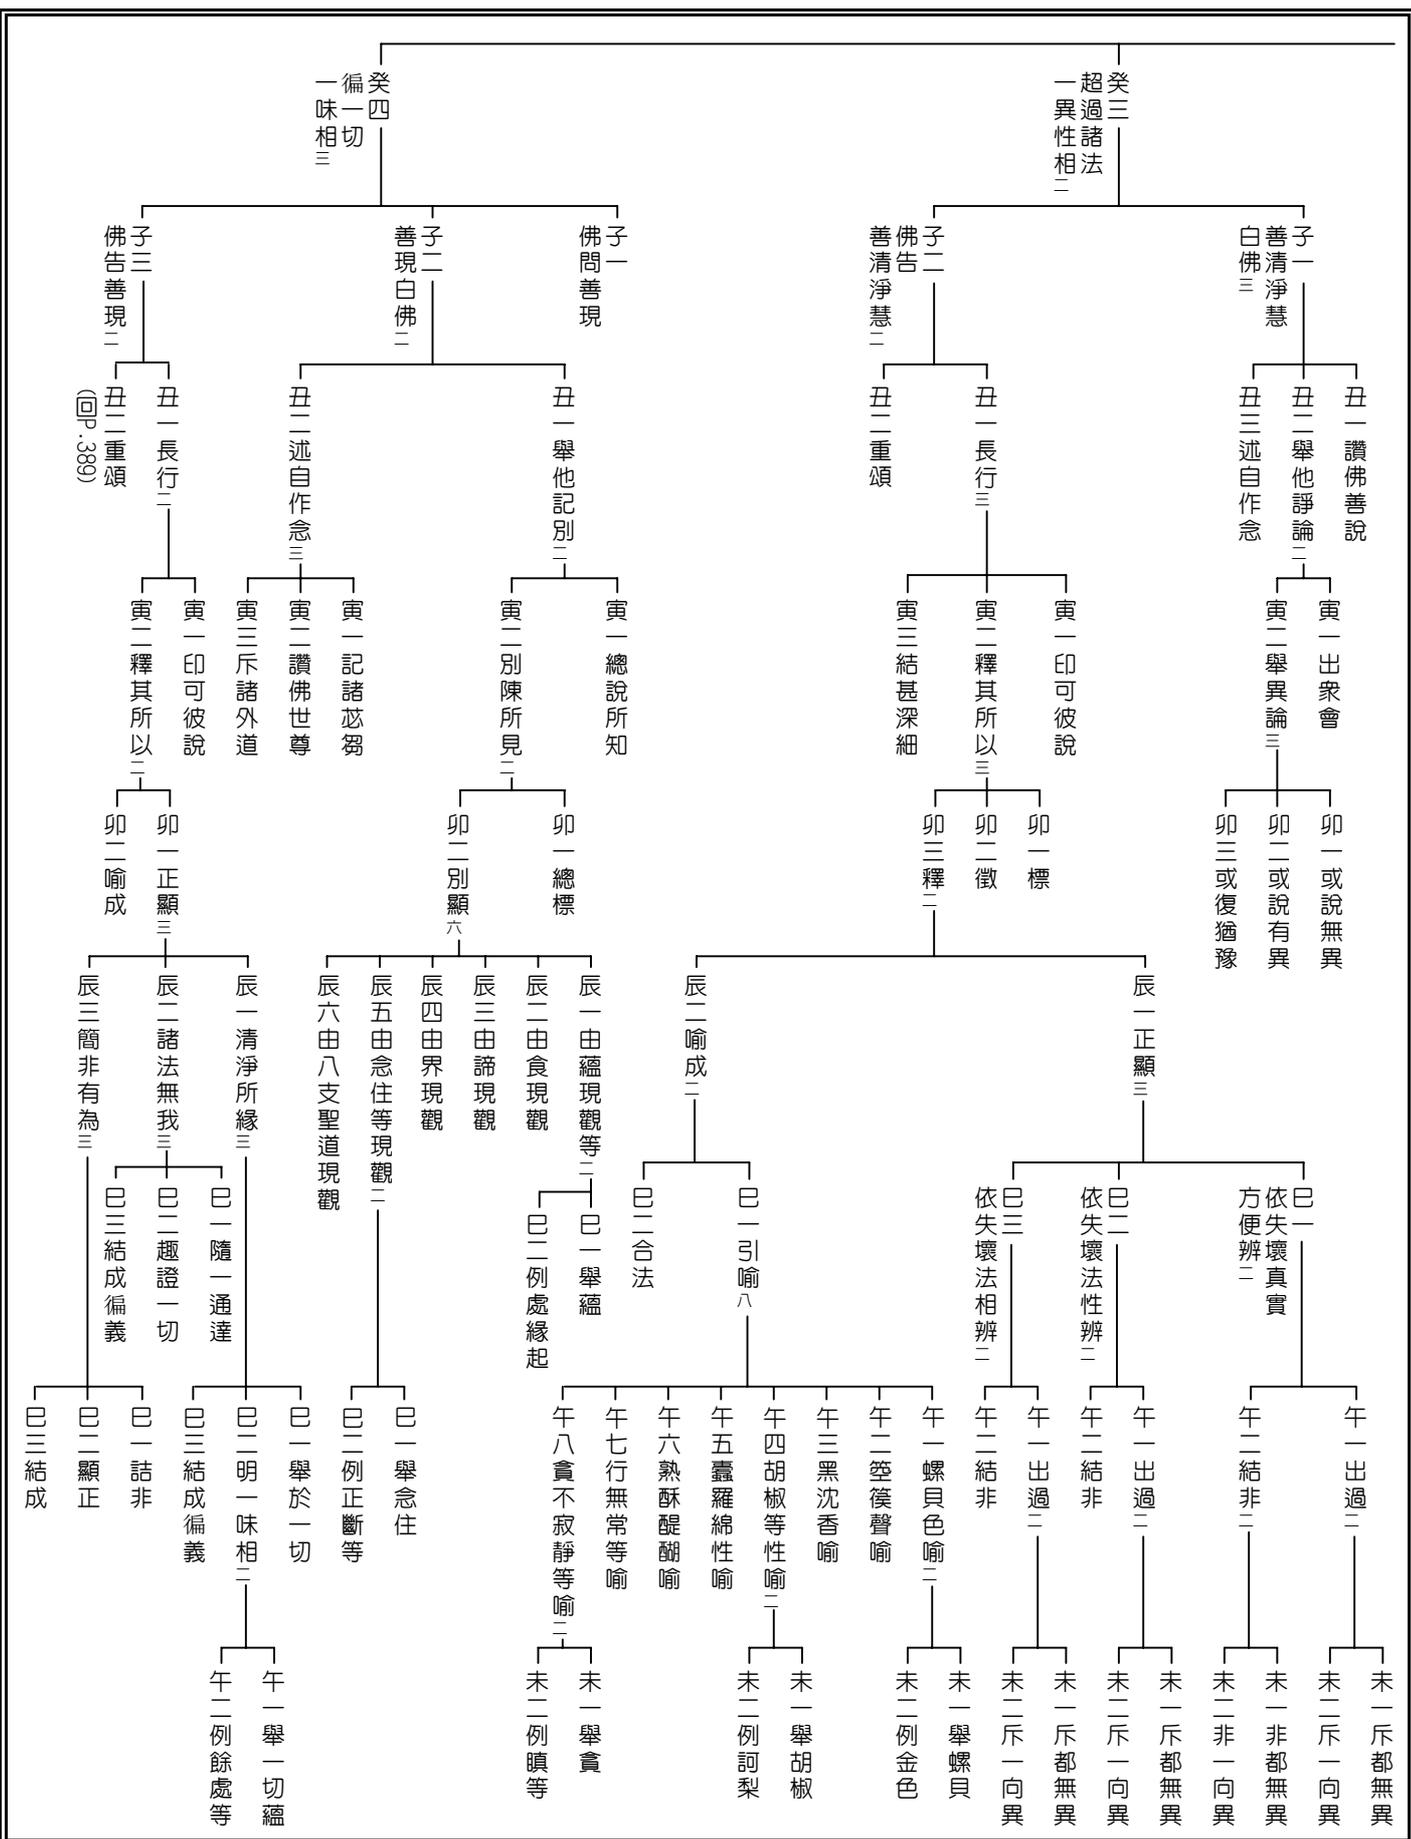 癸三
超過諸法
一異性相二
子一
善清淨慧
白佛三
丑一讚佛善說
丑二舉他諍論二
寅一出衆會
寅二舉異論三
卯一或說無異
卯二或說有異
卯三或復猶豫
丑三述自作念
子二
佛告
善清淨慧二
丑一長行三
寅一印可彼說
寅二釋其所以三
卯一標
卯二徵
卯三釋二
辰一正顯三
巳一
依失壞真實
方便辨二
午一出過二
未一斥都無異
未二斥一向異
午二結非二
未一非都無異
未二非一向異
巳二
依失壞法性辨二
午一出過二
未一斥都無異
未二斥一向異
午二結非
巳三
依失壞法相辨二
午一出過二
未一斥都無異
未二斥一向異
午二結非
辰二喻成二
巳一引喻八
午一螺貝色喻二
未一舉螺貝
未二例金色
午二箜篌聲喻
午三黑沈香喻
午四胡椒等性喻二
未一舉胡椒
未二例訶梨
午五蠹羅綿性喻
午六熟酥醍醐喻
午七行無常等喻
午八貪不寂靜等喻二
未一舉貪
未二例瞋等
巳二合法
寅三結甚深細
丑二重頌
癸四
徧一切
一味相三
子一
佛問善現
子二
善現白佛二
丑一舉他記別二
寅一總說所知
寅二別陳所見二
卯一總標
卯二別顯六
辰一由蘊現觀等二
巳一舉蘊
巳二例處緣起
辰二由食現觀
辰三由諦現觀
辰四由界現觀
辰五由念住等現觀二
巳一舉念住
巳二例正斷等
辰六由八支聖道現觀
丑二述自作念三
寅一記諸苾芻
寅二讚佛世尊
寅三斥諸外道
子三
佛告善現二
丑一長行二
寅一印可彼說
寅二釋其所以二
卯一正顯三
辰一清淨所緣三
巳一舉於一切
巳二明一味相二
午一舉一切蘊
午二例餘處等
巳三結成徧義
辰二諸法無我三
巳一隨一通達
巳二趣證一切
巳三結成徧義
辰三簡非有為三
巳一詰非
巳二顯正
巳三結成
卯二喻成
丑二重頌
(回P.389)